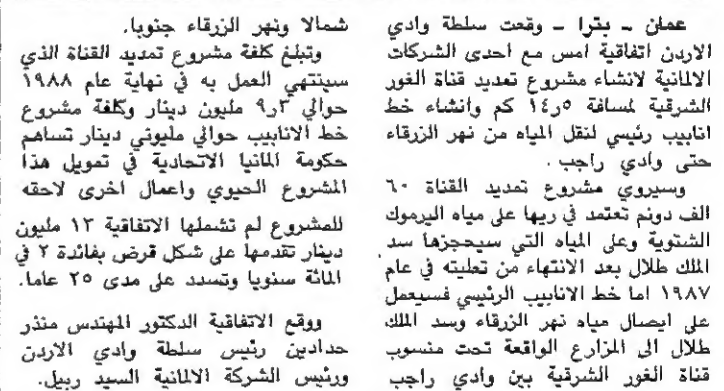 عمان - بترا - وقعت سلطة وادي
الاردن اتفاقية امس مع احدى الشركات
الالمانية لانشاء مشروع تمديد قناة الغور
الشرقية لمسافة ١٤٫٥ كم وانشاء خط
انابيب رئيسي لنقل المياه من نهر الزرقاء
حتى وادي راجب .
وسيروي مشروع تمديد القناة ٦٠
الف دونم تعتمد في ريها على مياه اليرموك
الشتوية وعلى المياه التي سيحجزها سد
الملك طلال بعد الانتهاء من تعليته في عام
١٩٨٧ اما خط الانابيب الرئيسي فسيعمل
على ايصال مياه نهر الزرقاء وسد الملك
طلال الى المزارع الواقعة تحت منسوب
قناة الغور الشرقية بين وادي راجب
شمالا ونهر الزرقاء جنوبا.
وتبلغ كلفة مشروع تمديد القناة الذي
سينتهي العمل به في نهاية عام ١٩٨٨
حوالي ٩٫٣ مليون دينار وكلفة مشروع
خط الانابيب حوالي مليوني دينار تساهم
حكومة المانيا الاتحادية في تمويل هذا
المشروع الحيوي واعمال اخرى لاحقه
للمشروع لم تشملها الاتفاقية ١٣ مليون
دينار تقدمها على شكل قرض بفائدة ٢ في
المائة سنويا وتسدد على مدى ٢٥ عاما.
ووقع الاتفاقية الدكتور المهندس منذر
حدادين رئيس سلطة وادي الاردن
ورئيس الشركة الالمانية السيد ربيل.